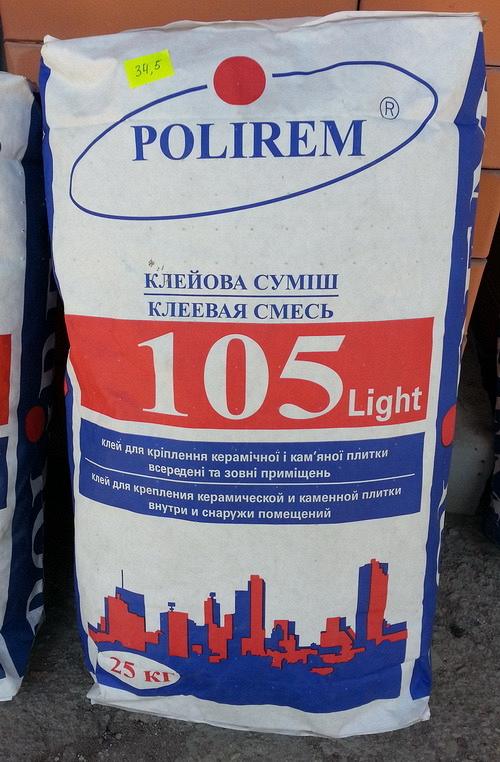 34,5
POLIREM ®
КЛЕЙОВА СУМІШ
КЛЕЕВАЯ СМЕСЬ
105 Light
клей для кріплення керамічної і кам'яної плитки
всередені та зовні приміщень
клей для крепления керамической и каменной плитки
внутри и снаружи помещений
25 кг